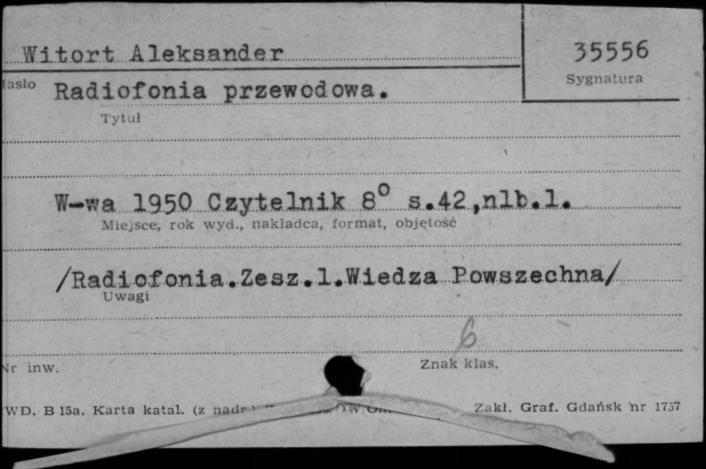 Witort Aleksander
35556
Sygnatura
Hasło
Radiofonia przewodowa.
Tytuł
W-wa 1950 Czytelnik 8° s.42,nlb.1.
Miejsce, rok wyd., nakładca, format, objętość
/Radiofonia.Zesz.1.Wiedza Powszechna/
Uwagi
6
Nr inw.
Znak klas.
WD. B 15a. Karta katal. (z nadr.)
Zakł. Graf. Gdańsk nr 1757